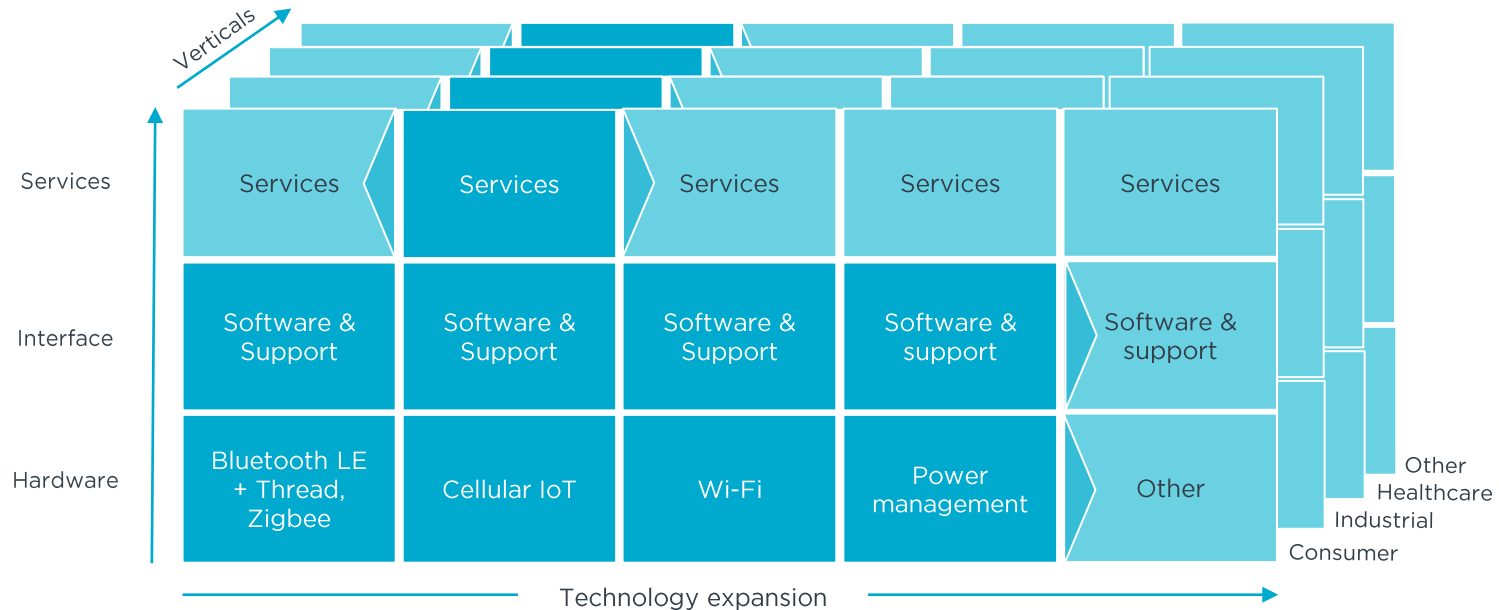 Verticals
Services
Services
Services
Services
Services
Services
Interface
Software &
Support
Software &
Support
Software &
Support
Software &
support
Software &
support
Hardware
Bluetooth LE
+ Thread,
Zigbee
Cellular IoT
Wi-Fi
Power
management
Other
Other
Healthcare
Industrial
Consumer
Technology expansion